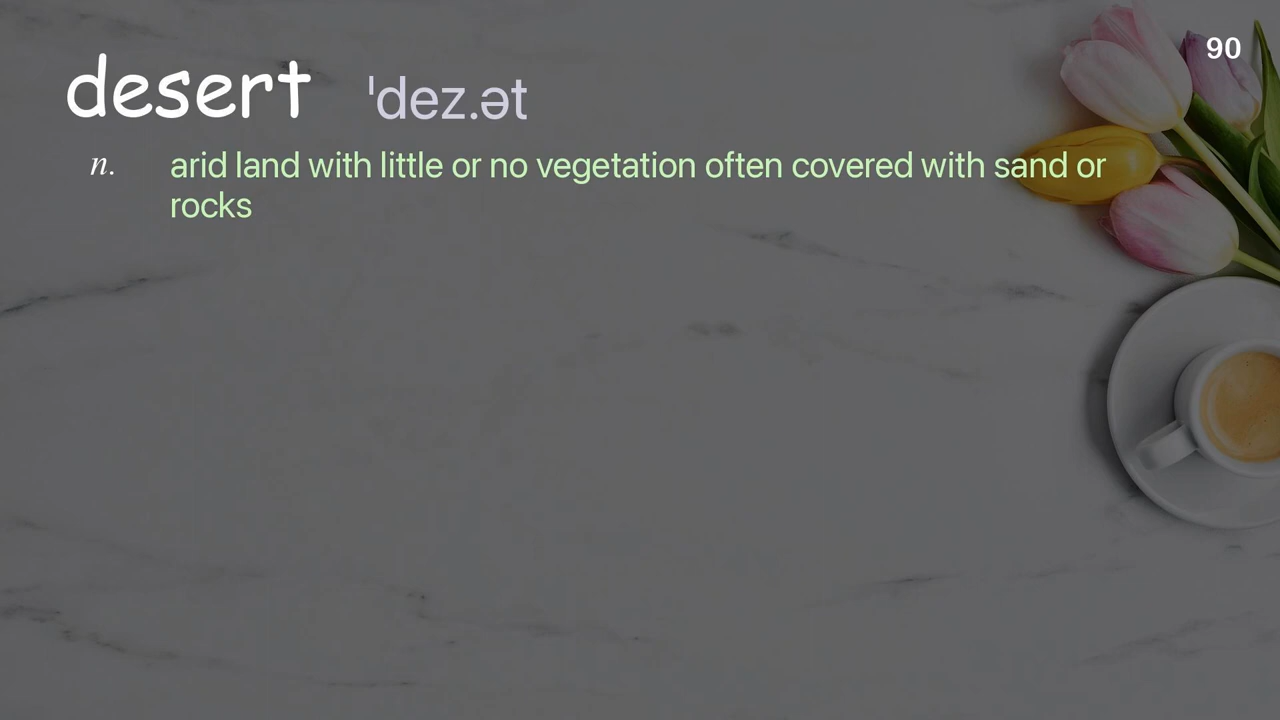 90
desert ˈdez.ət
n. arid land with little or no vegetation often covered with sand or
rocks